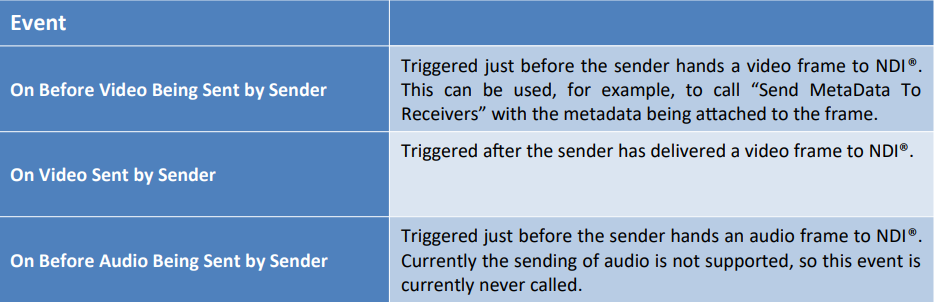 Event
On Before Video Being Sent by Sender
Triggered just before the sender hands a video frame to NDI®.
This can be used, for example, to call “Send MetaData To
Receivers” with the metadata being attached to the frame.
On Video Sent by Sender
Triggered after the sender has delivered a video frame to NDI®.
On Before Audio Being Sent by Sender
Triggered just before the sender hands an audio frame to NDI®.
Currently the sending of audio is not supported, so this event is
currently never called.